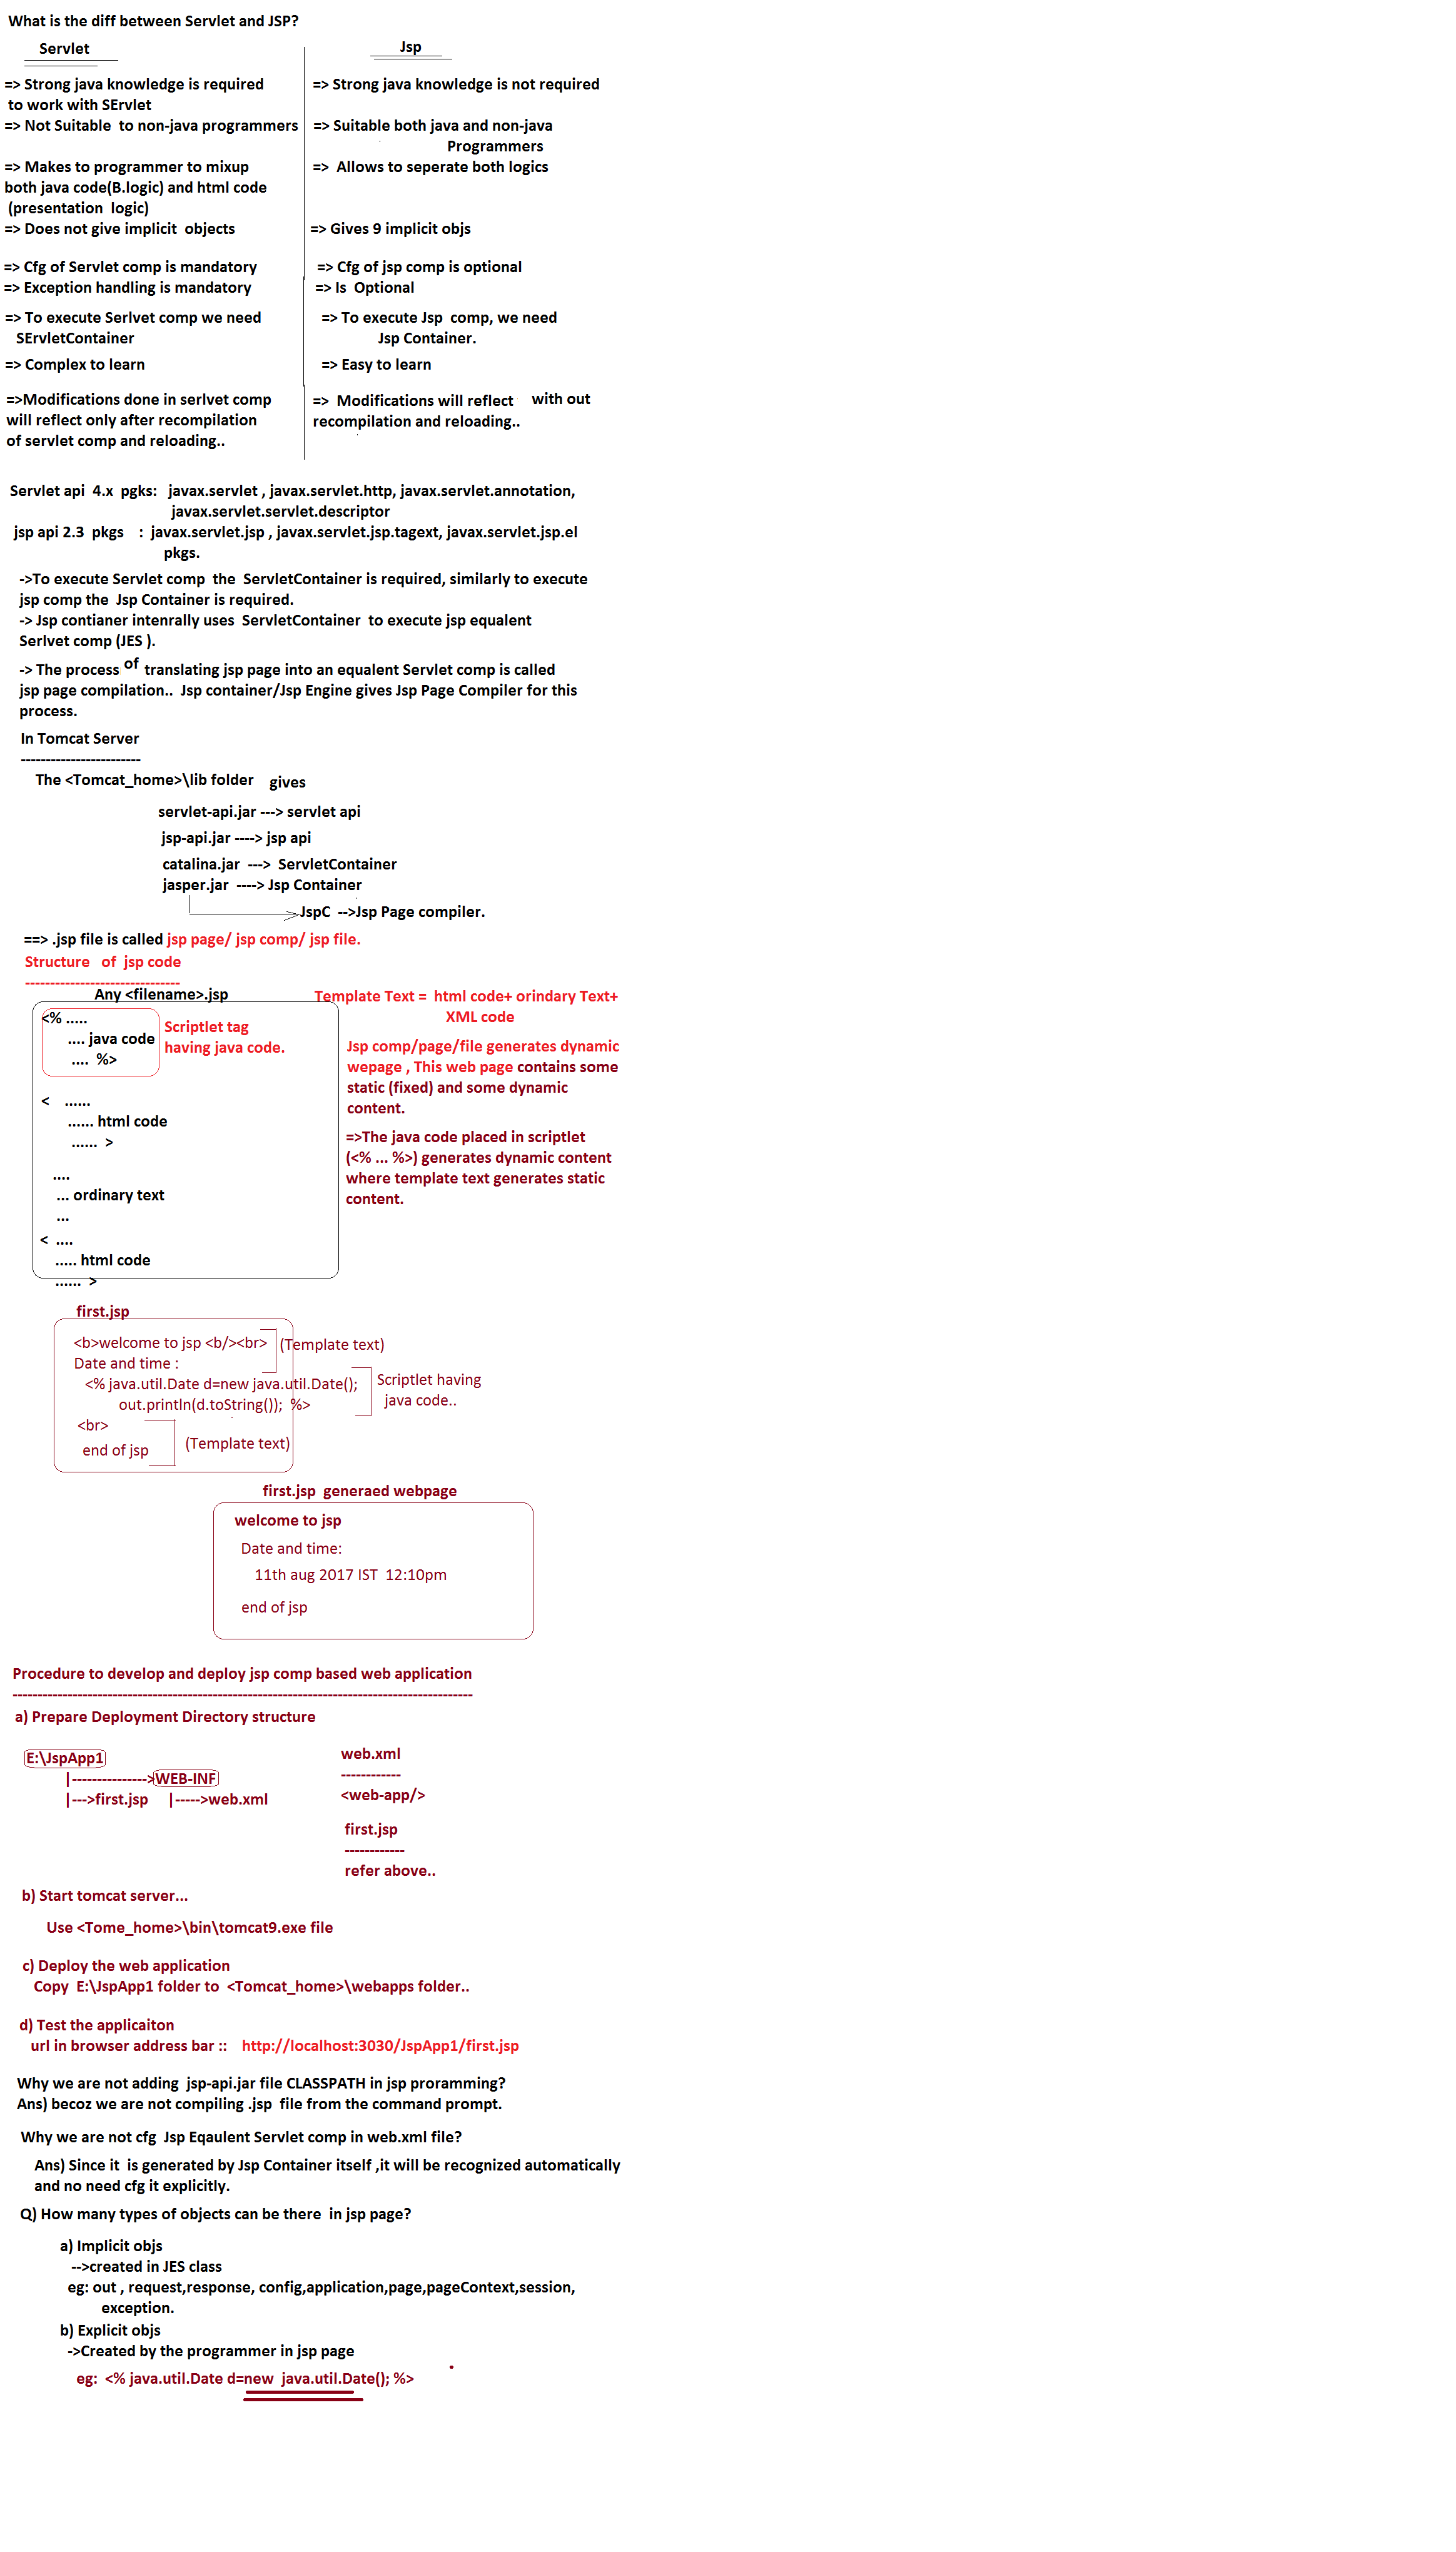 What is the diff between Servlet and JSP?
Servlet
Jsp
=> Strong java knowledge is required
to work with SErvlet
=> Strong java knowledge is not required
=> Not Suitable  to non-java programmers
=> Suitable both java and non-java
Programmers
=> Makes to programmer to mixup
both java code(B.logic) and html code
(presentation  logic)
=>  Allows to seperate both logics
=> Does not give implicit  objects
=> Gives 9 implicit objs
=> Cfg of Servlet comp is mandatory
=> Cfg of jsp comp is optional
=> Exception handling is mandatory
=> Is  Optional
=> To execute Serlvet comp we need
SErvletContainer
=> To execute Jsp  comp, we need
Jsp Container.
=> Complex to learn
=> Easy to learn
=>Modifications done in serlvet comp
will reflect only after recompilation
of servlet comp and reloading..
=>  Modifications will reflect    with out
recompilation and reloading..
Servlet api  4.x  pgks:   javax.servlet , javax.servlet.http, javax.servlet.annotation,
javax.servlet.servlet.descriptor
jsp api 2.3  pkgs    :  javax.servlet.jsp , javax.servlet.jsp.tagext, javax.servlet.jsp.el
pkgs.
->To execute Servlet comp  the  ServletContainer is required, similarly to execute
jsp comp the  Jsp Container is required.
-> Jsp contianer intenrally uses  ServletContainer  to execute jsp equalent
Serlvet comp (JES ).
-> The process of translating jsp page into an equalent Servlet comp is called
jsp page compilation..  Jsp container/Jsp Engine gives Jsp Page Compiler for this
process.
In Tomcat Server
------------------------
The <Tomcat_home>\lib folder    gives
servlet-api.jar ---> servlet api
jsp-api.jar ----> jsp api
catalina.jar  --->  ServletContainer
jasper.jar  ----> Jsp Container
JspC  -->Jsp Page compiler.
==> .jsp file is called jsp page/ jsp comp/ jsp file.
Structure   of  jsp code
-------------------------------
Any <filename>.jsp
<% .....
.... java code
....  %>
Scriptlet tag
having java code.
<    ......
...... html code
......  >
....
... ordinary text
...
<  ....
..... html code
......  >
Template Text =  html code+ orindary Text+
XML code
Jsp comp/page/file generates dynamic
wepage , This web page contains some
static (fixed) and some dynamic
content.
=>The java code placed in scriptlet
(<% ... %>) generates dynamic content
where template text generates static
content.
first.jsp
<b>welcome to jsp <b/><br>
(Template text)
Date and time :
<% java.util.Date d=new java.util.Date();
out.println(d.toString());  %>
Scriptlet having
java code..
<br>
end of jsp
(Template text)
first.jsp  generaed webpage
welcome to jsp
Date and time:
11th aug 2017 IST  12:10pm
end of jsp
Procedure to develop and deploy jsp comp based web application
--------------------------------------------------------------------------------------------
a) Prepare Deployment Directory structure
E:\JspApp1
|--------------->WEB-INF
|--->first.jsp     |----->web.xml
web.xml
------------
<web-app/>
first.jsp
------------
refer above..
b) Start tomcat server...
Use <Tome_home>\bin\tomcat9.exe file
c) Deploy the web application
Copy  E:\JspApp1 folder to  <Tomcat_home>\webapps folder..
d) Test the applicaiton
url in browser address bar ::    http://localhost:3030/JspApp1/first.jsp
Why we are not adding  jsp-api.jar file CLASSPATH in jsp proramming?
Ans) becoz we are not compiling .jsp  file from the command prompt.
Why we are not cfg  Jsp Eqaulent Servlet comp in web.xml file?
Ans) Since it  is generated by Jsp Container itself ,it will be recognized automatically
and no need cfg it explicitly.
Q) How many types of objects can be there  in jsp page?
a) Implicit objs
-->created in JES class
eg: out , request,response, config,application,page,pageContext,session,
exception.
b) Explicit objs
->Created by the programmer in jsp page
eg:  <% java.util.Date d=new  java.util.Date(); %>